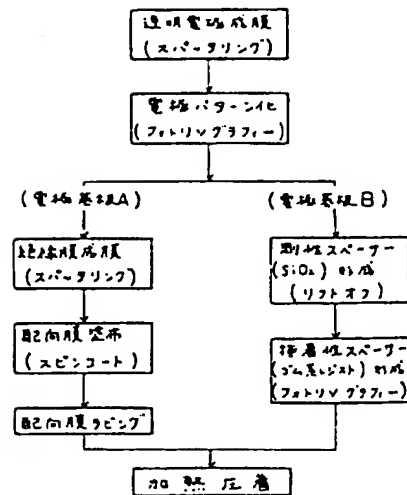 透明電極成膜
(スパータリング)
電極パターン化
(フォトリソグラフィー)
(電極基板A)
(電極基板B)
絶縁膜成膜
(スパータリング)
剛性スペーサー
(SiO₂) 形成
(リフトオフ)
配向膜塗布
(スピンコート)
接着性スペーサー
(ゴム系レジスト) 形成
(フォトリソグラフィー)
配向膜ラビング
加熱圧着